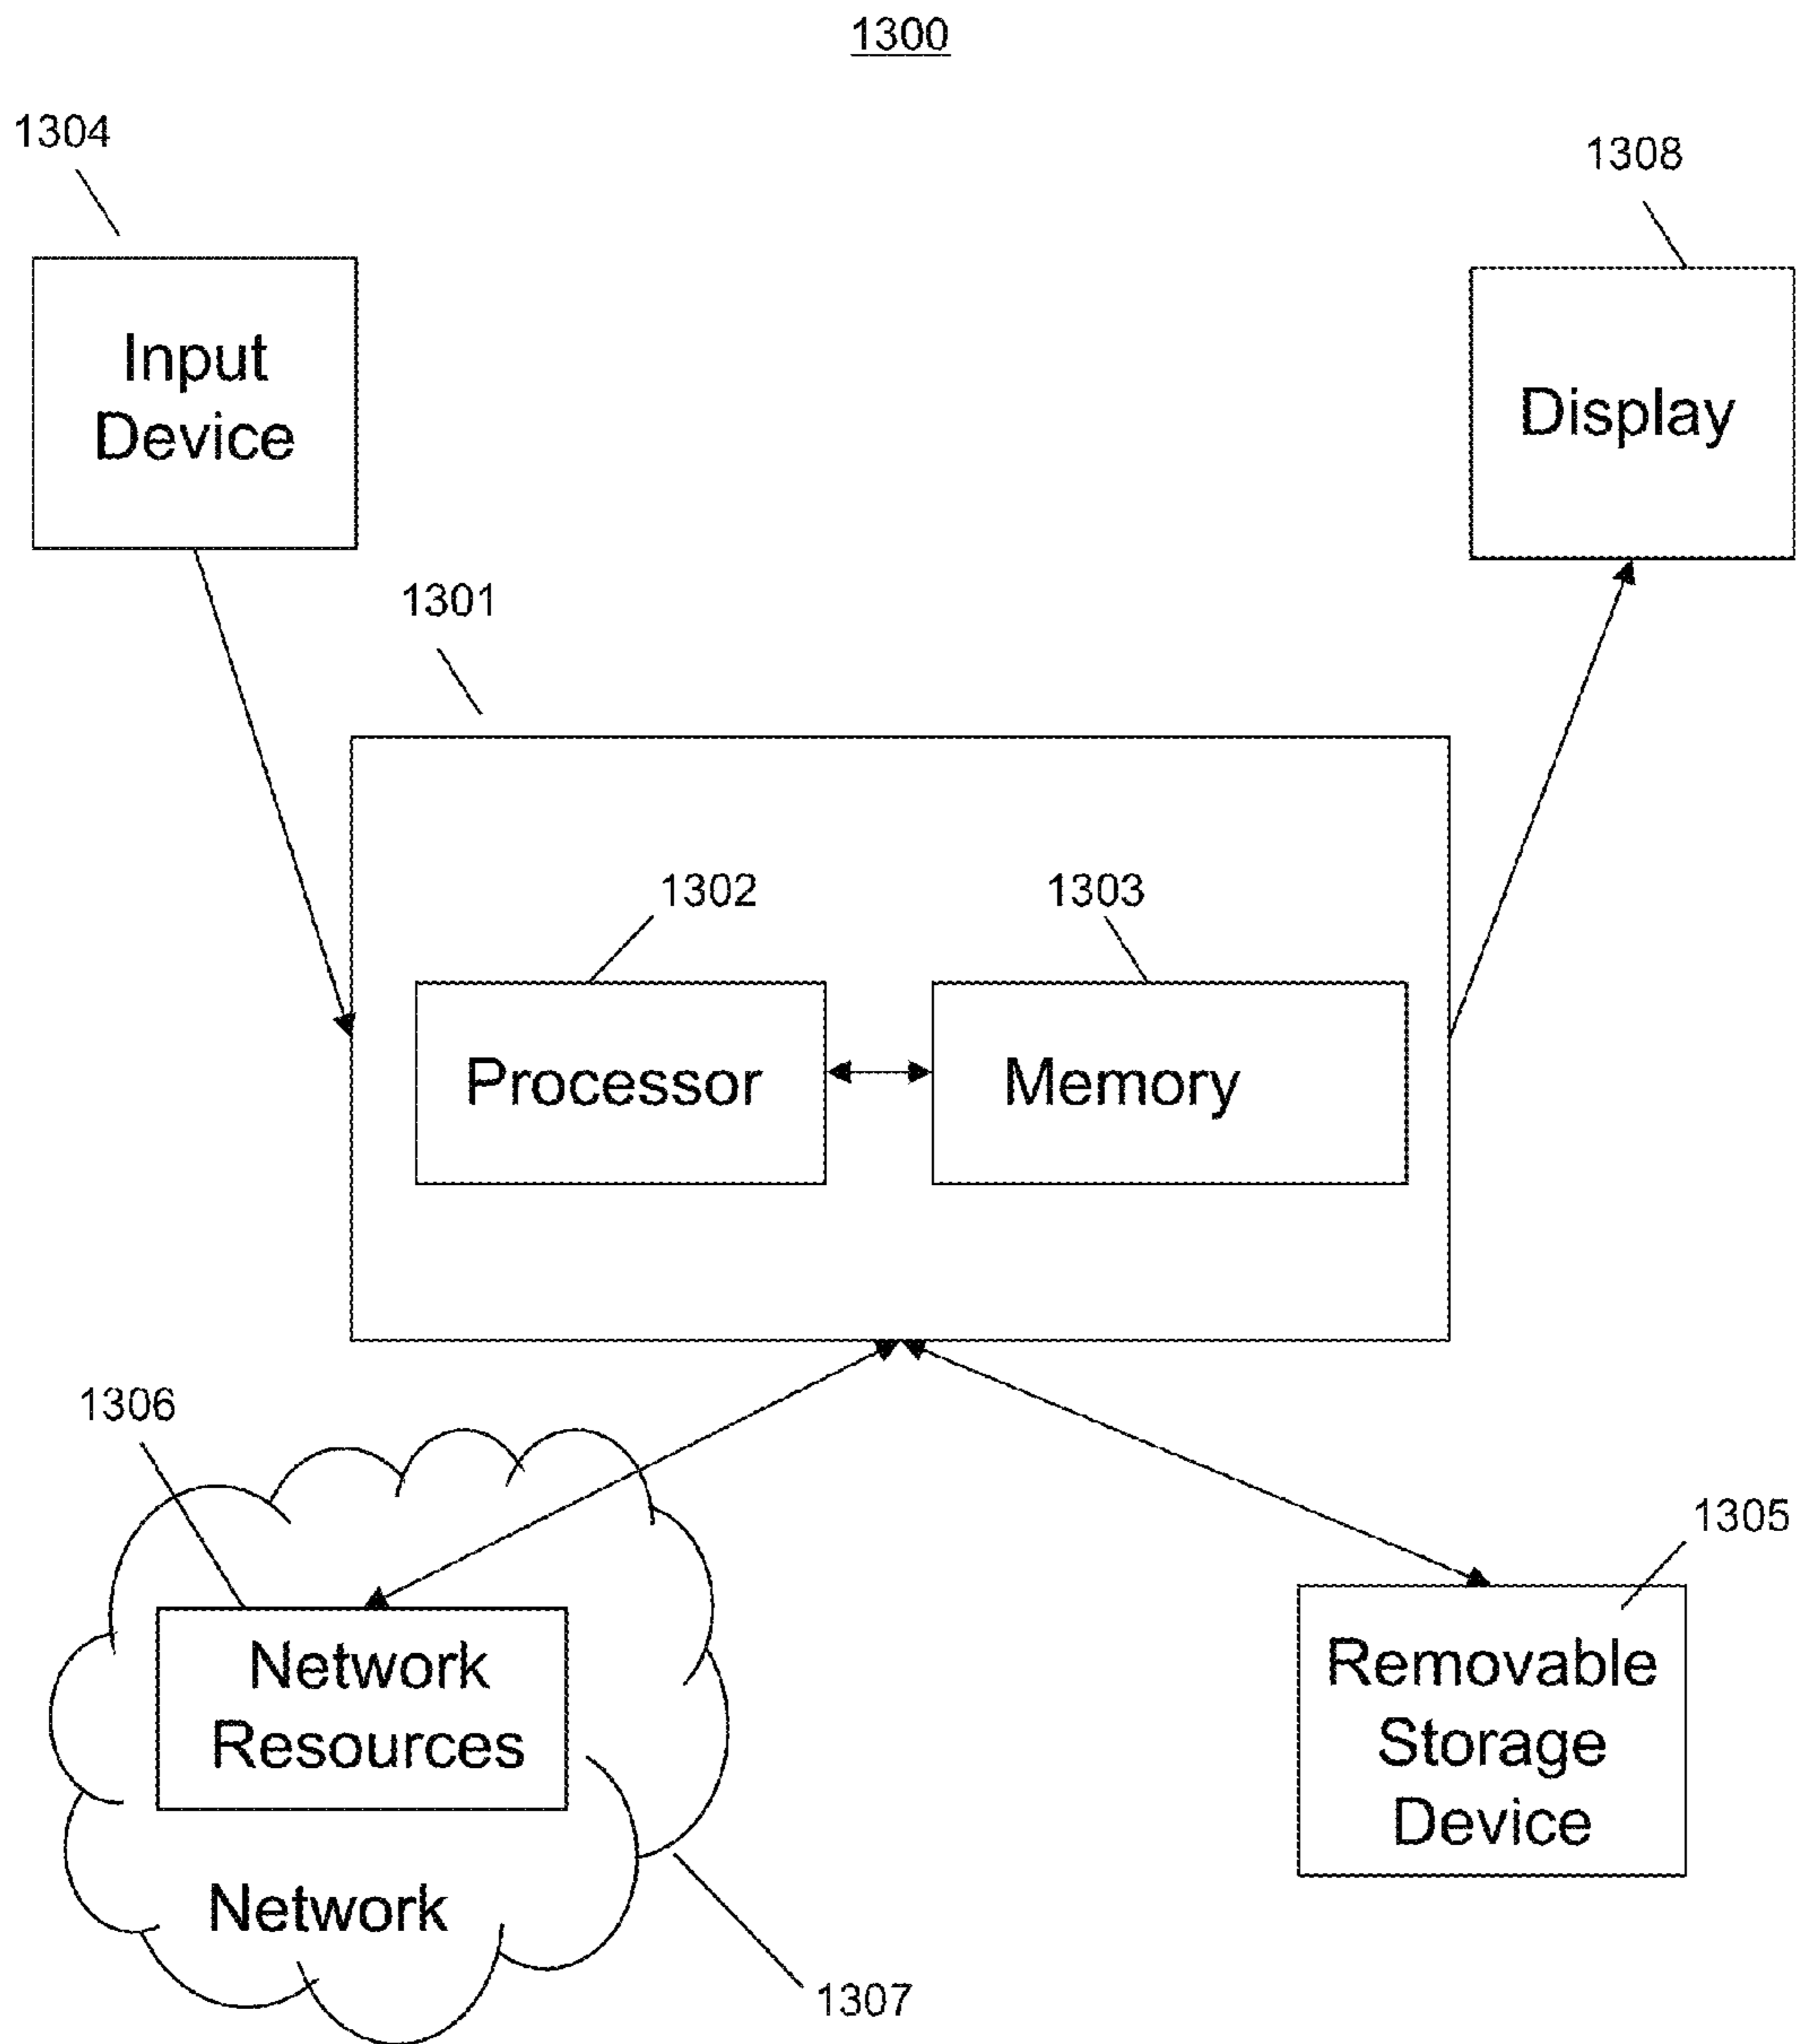 1300
1304
1308
Input
Device
Display
1301
1302
1303
Processor
Memory
1306
1305
Network
Resources
Removable
Storage
Device
Network
1307